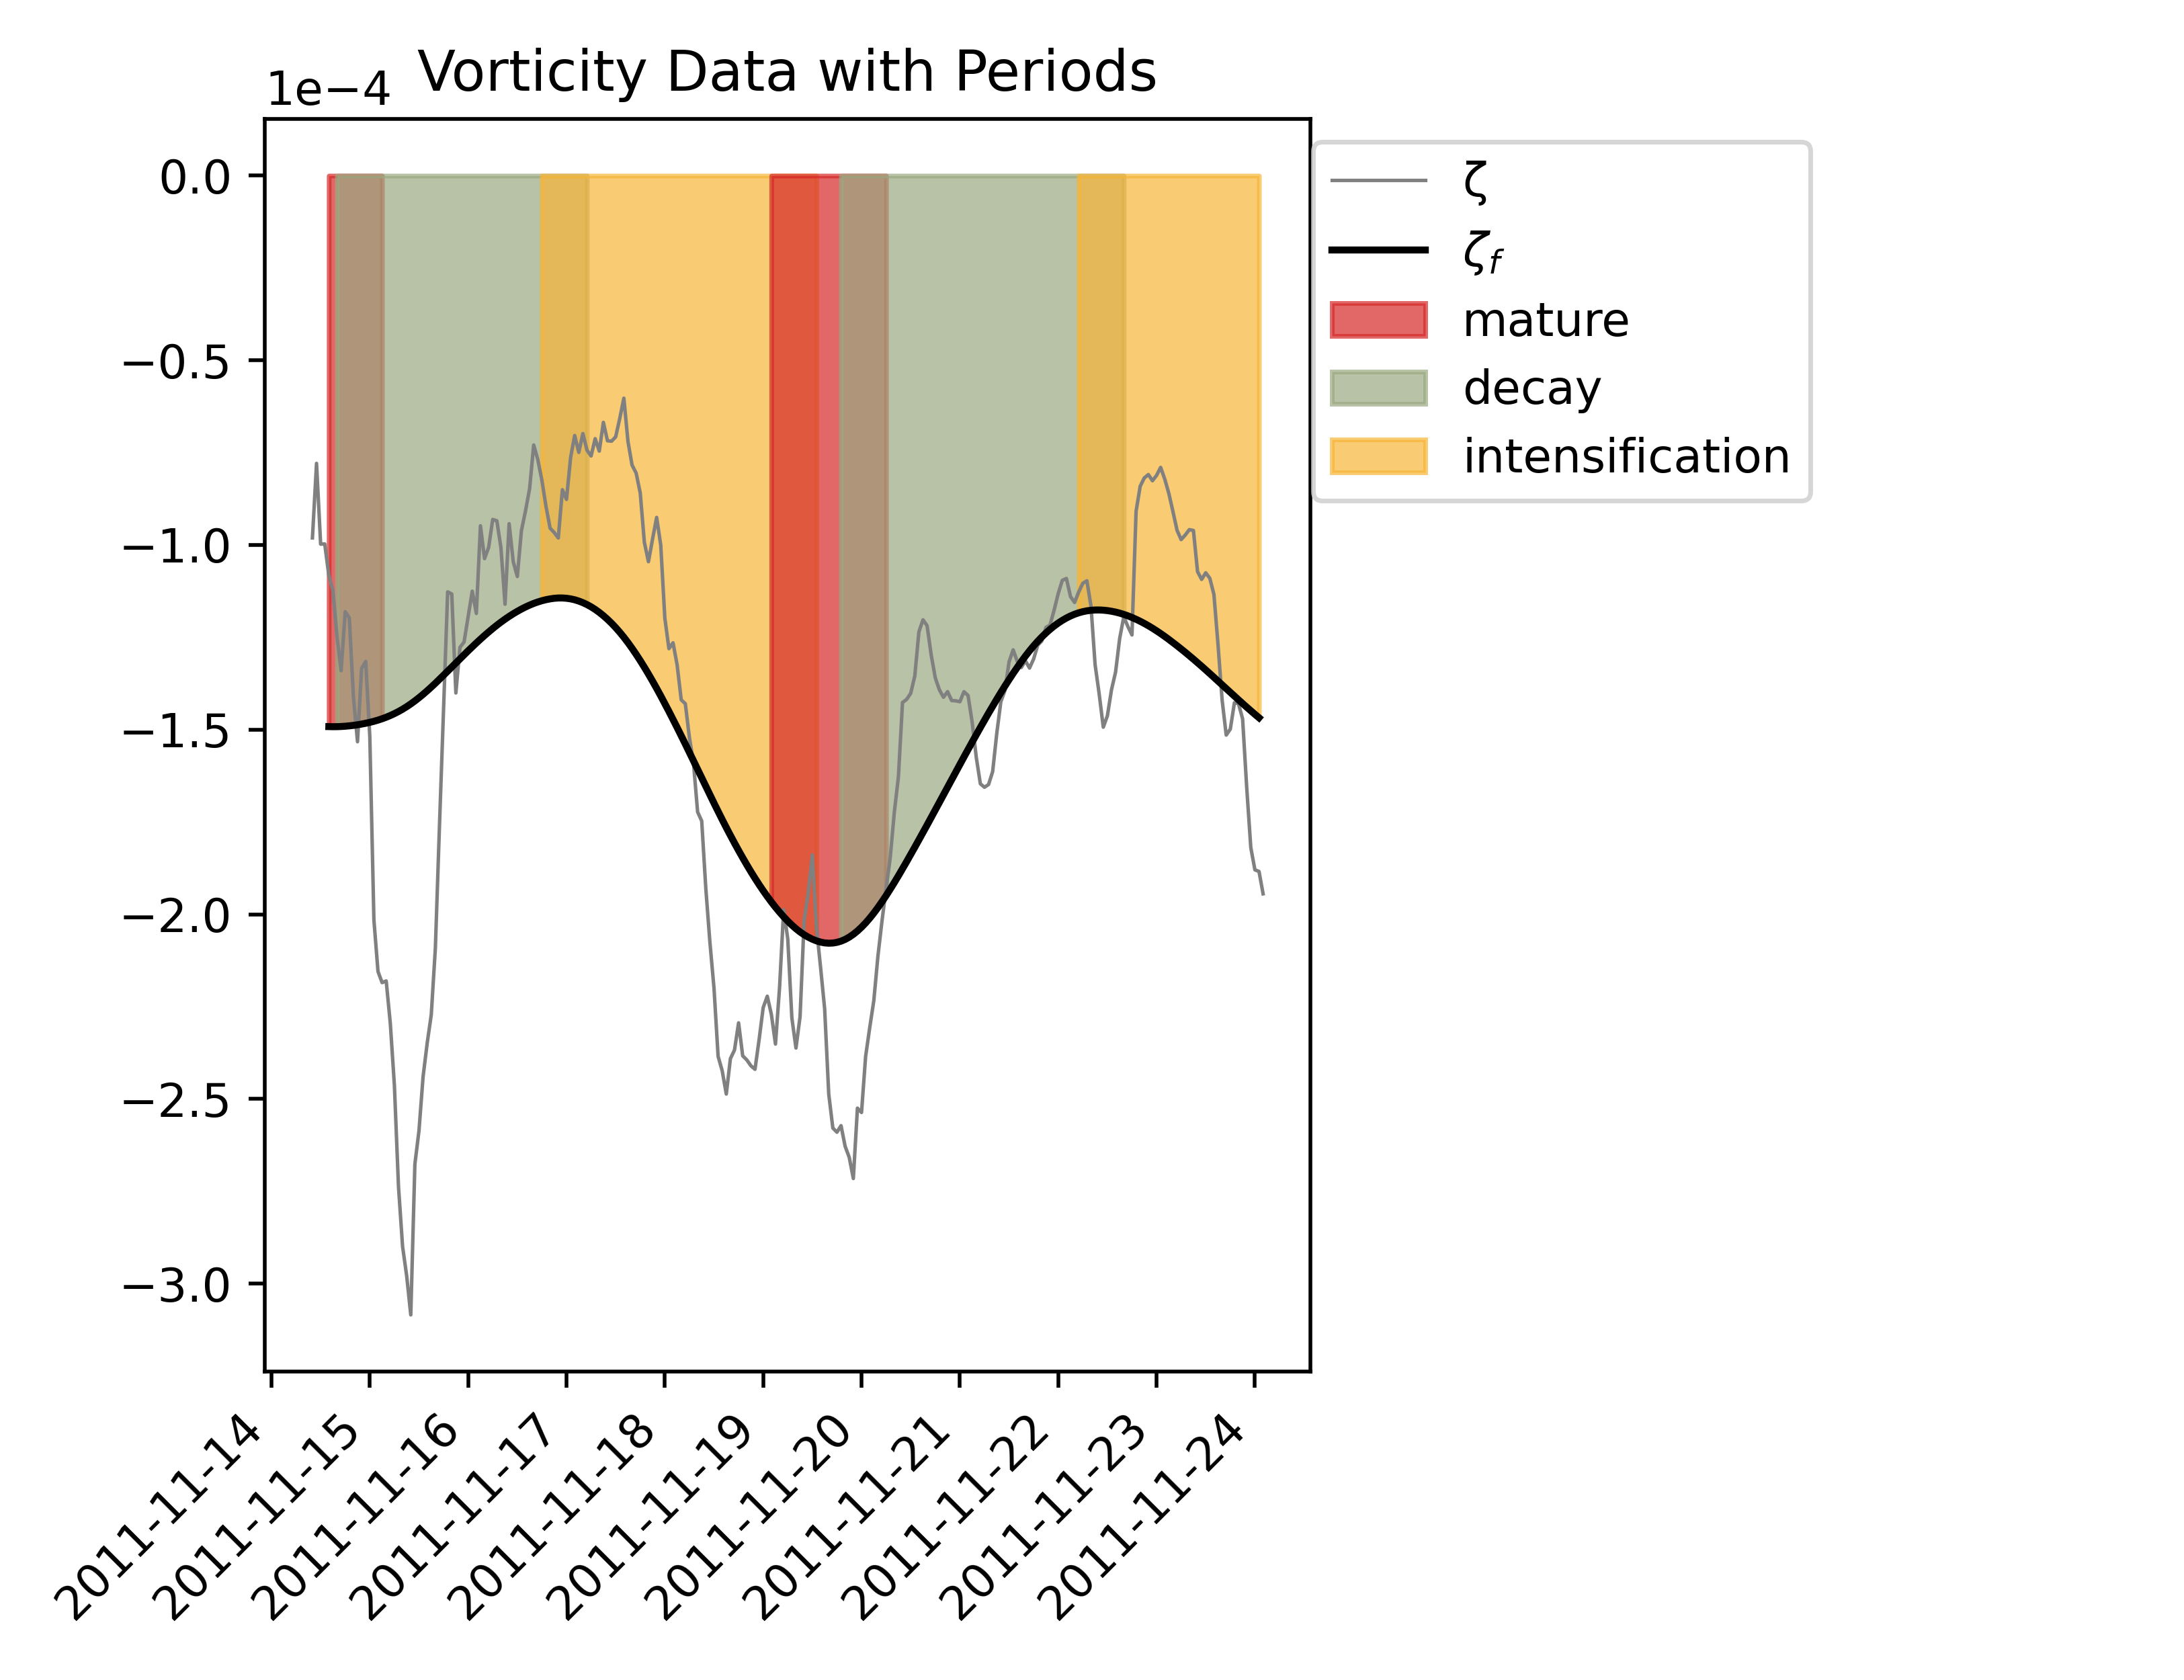 Vorticity Data with Periods
1e−4
0.0
−0.5
−1.0
−1.5
−2.0
−2.5
−3.0
2011-11-14
2011-11-15
2011-11-16
2011-11-17
2011-11-18
2011-11-19
2011-11-20
2011-11-21
2011-11-22
2011-11-23
2011-11-24
ζ
ζf
mature
decay
intensification